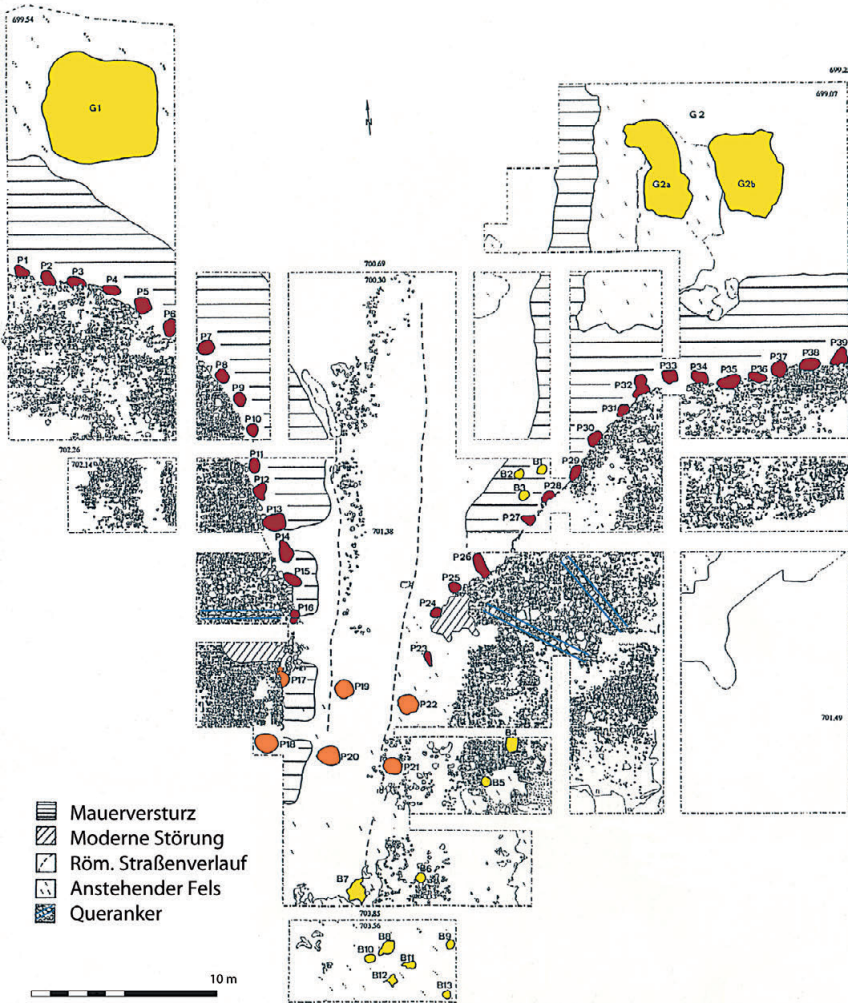 699.54
G1
N
699.2
699.07
G2
G2a
G2b
P1
P2
P3
P4
P5
P6
700.69
700.30
P7
P8
P9
P10
P11
P12
P13
P14
P15
P16
P17
P18
P19
P20
P21
P22
P23
P24
P25
P26
P27
P28
P29
P30
P31
P32
P33
P34
P35
P36
P37
P38
P39
702.26
702.14
B1
B2
B3
701.38
701.49
B4
B5
B6
B7
703.85
703.56
B8
B9
B10
B11
B12
B13
Mauerversturz
Moderne Störung
Röm. Straßenverlauf
Anstehender Fels
Queranker
10 m